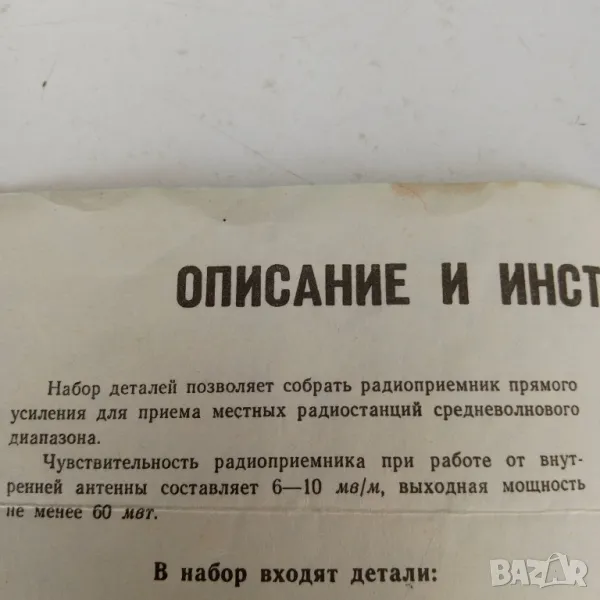 ОПИСАНИЕ И ИНСТ
Набор деталей позволяет собрать радиоприемник прямого
усиления для приема местных радиостанций средневолнового
диапазона.
Чувствительность радиоприемника при работе от внут-
ренней антенны составляет 6—10 мв/м, выходная мощность
не менее 60 мвт.
В набор входят детали:
BAZAR